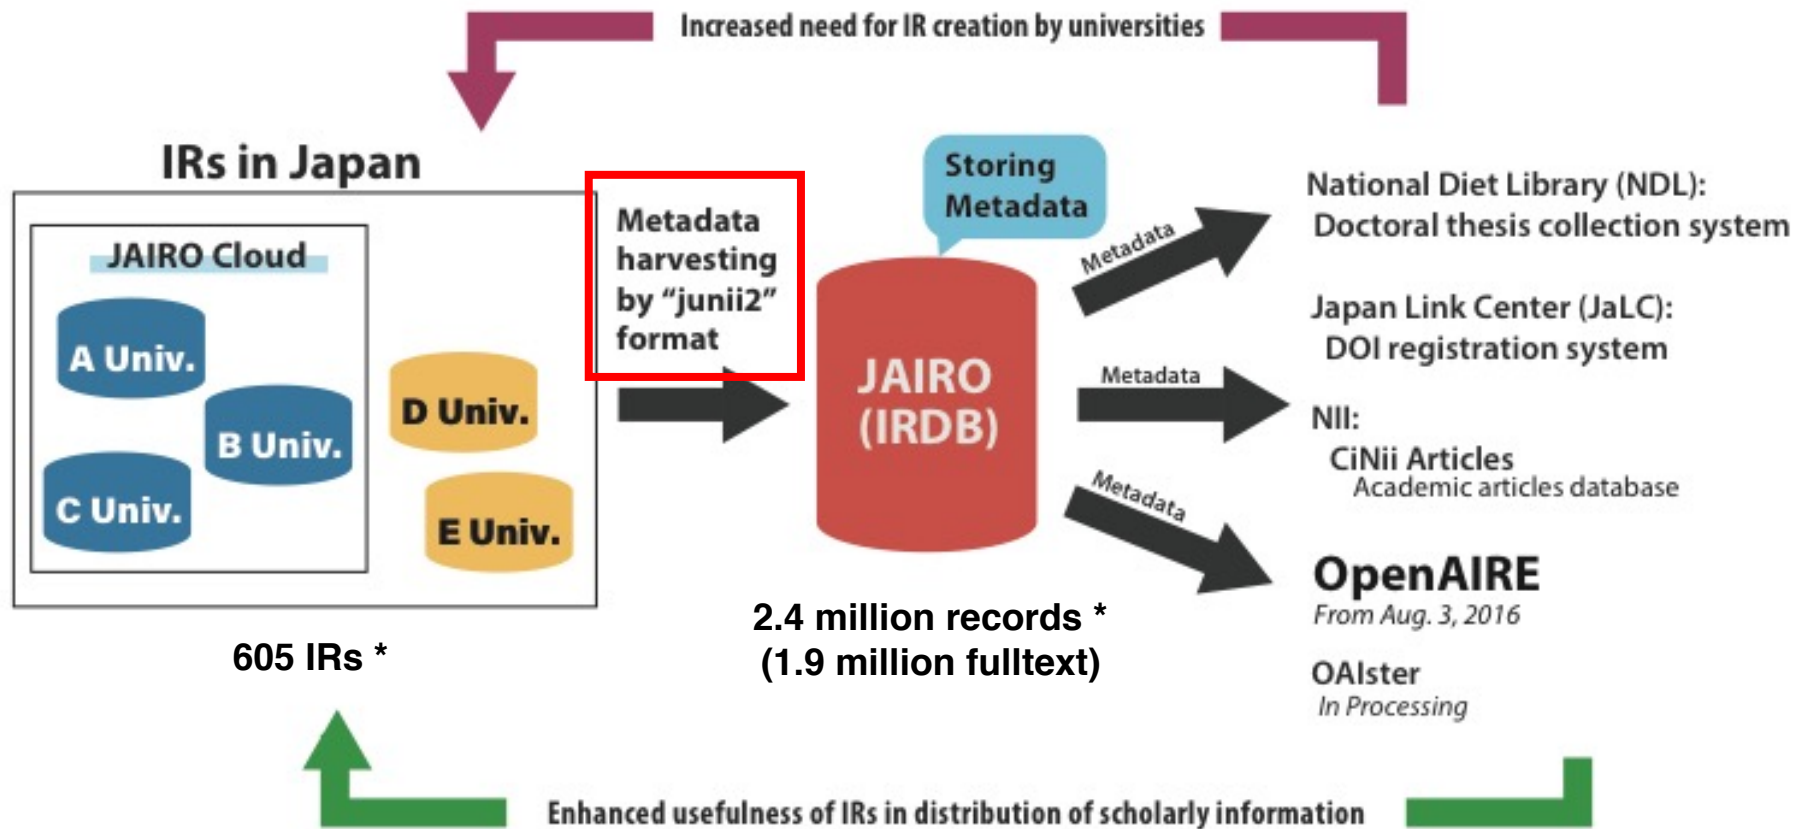 Increased need for IR creation by universities
IRs in Japan
JAIRO Cloud
A Univ.
B Univ.
C Univ.
D Univ.
E Univ.
605 IRs *
Metadata
harvesting
by “junii2”
format
Storing
Metadata
JAIRO
(IRDB)
2.4 million records *
(1.9 million fulltext)
Metadata
Metadata
Metadata
National Diet Library (NDL):
Doctoral thesis collection system
Japan Link Center (JaLC):
DOI registration system
NII:
CiNii Articles
Academic articles database
OpenAIRE
From Aug. 3, 2016
OAIster
In Processing
Enhanced usefulness of IRs in distribution of scholarly information